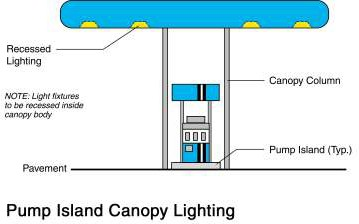 Recessed
Lighting
Canopy Column
NOTE: Light fixtures
to be recessed inside
canopy body
Pump Island (Typ.)
Pavement
Pump Island Canopy Lighting